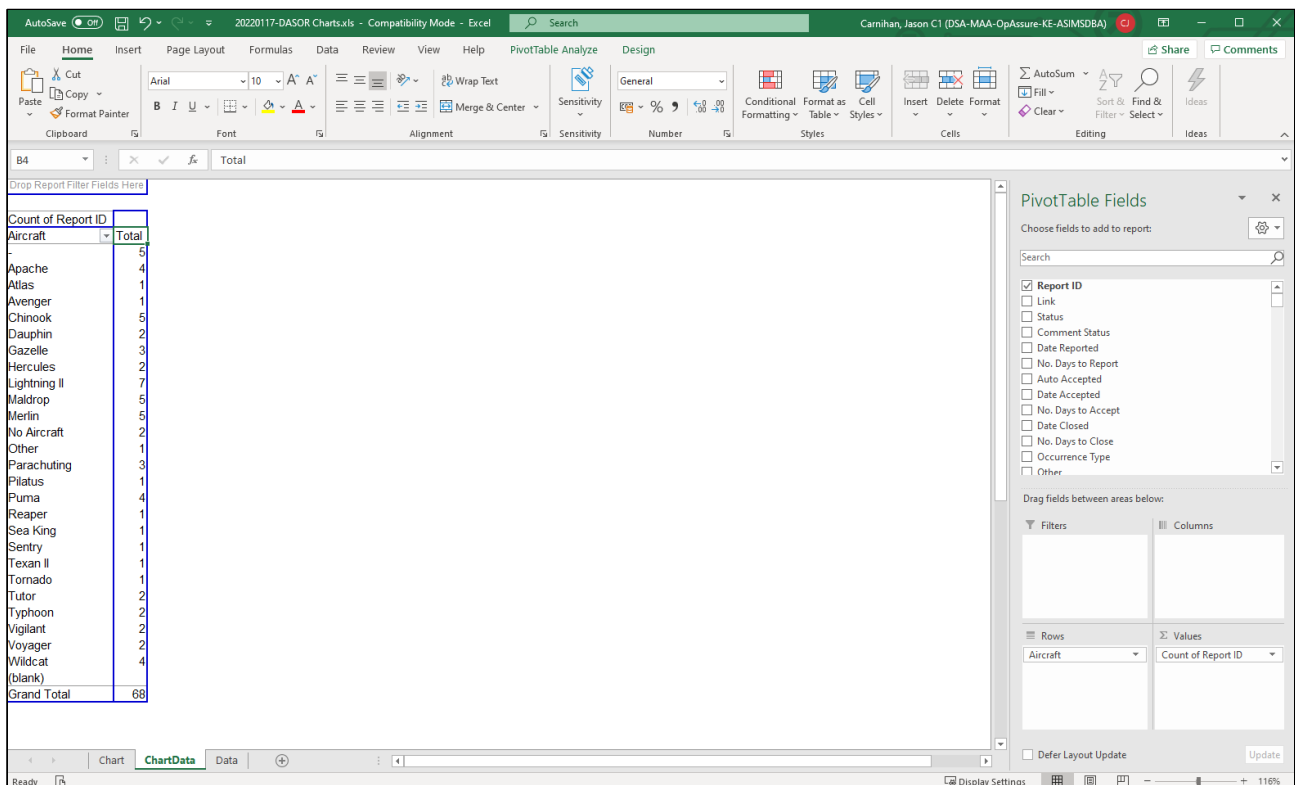 AutoSave Off 20220117-DASOR Charts.xls - Compatibility Mode - Excel Search Carnihan, Jason C1 (DSA-MAA-OpAssure-KE-ASIMSDBA) CJ
File Home Insert Page Layout Formulas Data Review View Help PivotTable Analyze Design Share Comments
Paste Cut
Copy
Format Painter
Clipboard
Arial 10 A A
B I U A
Font
Wrap Text
Merge & Center
Alignment
Sensitivity
Sensitivity
General
% 9 .00 .00
Number
Conditional Formatting Format as Table Cell Styles
Styles
Insert Delete Format
Cells
AutoSum
Fill
Clear
Sort & Filter Find & Select
Editing
Ideas
Ideas
B4 fx Total
Drop Report Filter Fields Here
Count of Report ID
Aircraft Total
- 5
Apache 4
Atlas 1
Avenger 1
Chinook 5
Dauphin 2
Gazelle 3
Hercules 2
Lightning II 7
Maldrop 5
Merlin 5
No Aircraft 2
Other 1
Parachuting 3
Pilatus 1
Puma 4
Reaper 1
Sea King 1
Sentry 1
Texan II 1
Tornado 1
Tutor 2
Typhoon 2
Vigilant 2
Voyager 2
Wildcat 4
(blank)
Grand Total 68
PivotTable Fields
Choose fields to add to report:
Search
Report ID
Link
Status
Comment Status
Date Reported
No. Days to Report
Auto Accepted
Date Accepted
No. Days to Accept
Date Closed
No. Days to Close
Occurrence Type
Other
Drag fields between areas below:
Filters Columns
Rows Σ Values
Aircraft Count of Report ID
Defer Layout Update Update
Chart ChartData Data
Ready Display Settings - + 116%